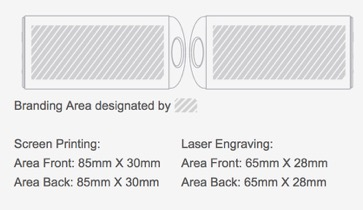 Branding Area designated by
Screen Printing:
Area Front: 85mm X 30mm
Area Back: 85mm X 30mm
Laser Engraving:
Area Front: 65mm X 28mm
Area Back: 65mm X 28mm